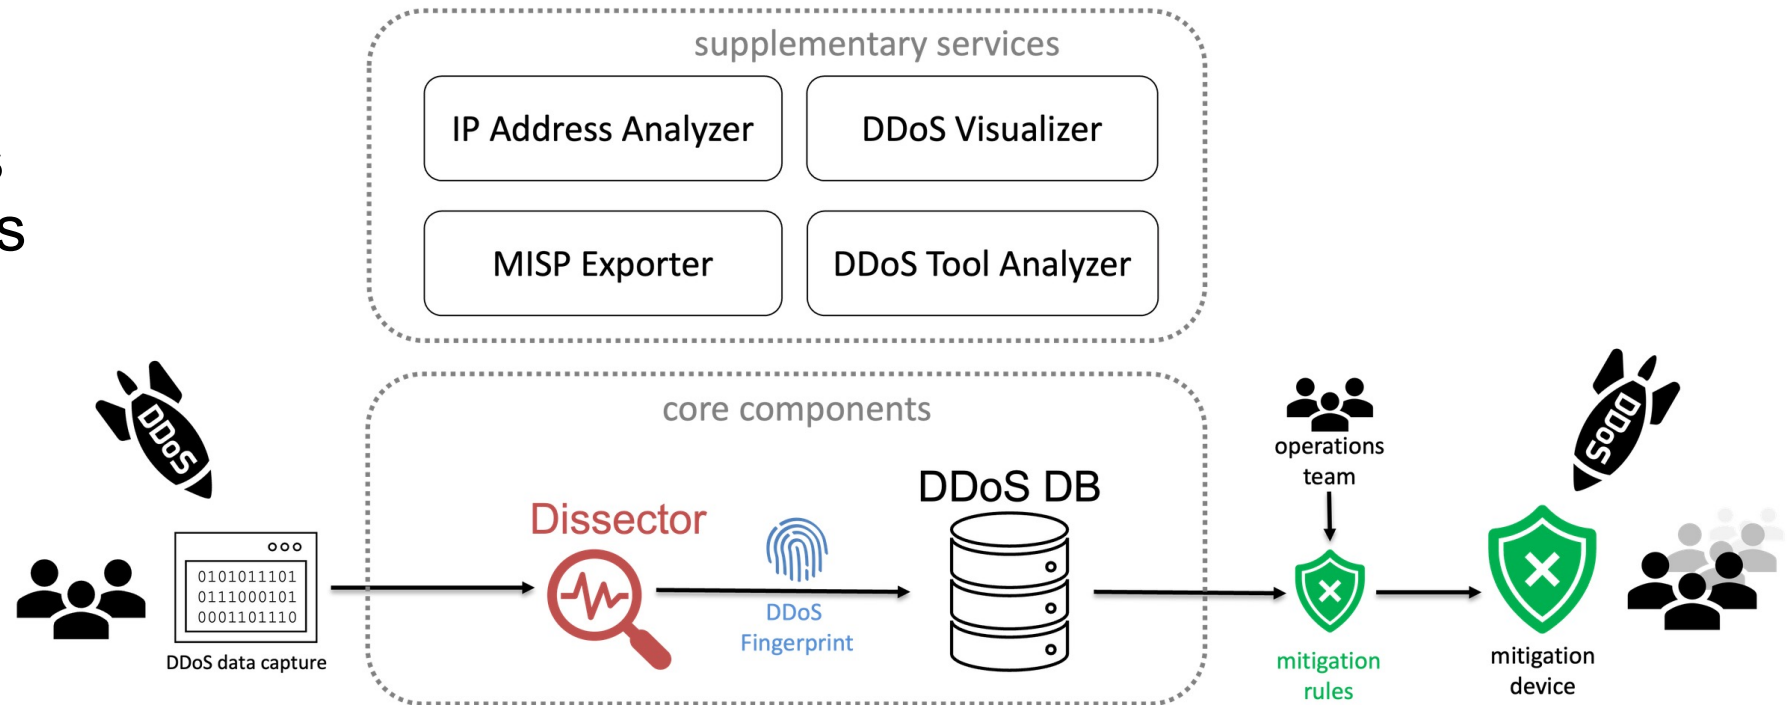 supplementary services
IP Address Analyzer
DDoS Visualizer
s
MISP Exporter
DDoS Tool Analyzer
core components
DDoS
DDoS
operations
team
DDoS DB
Dissector
0101011101
0111000101
0001101110
DDoS
Fingerprint
DDoS data capture
mitigation
rules
mitigation
device